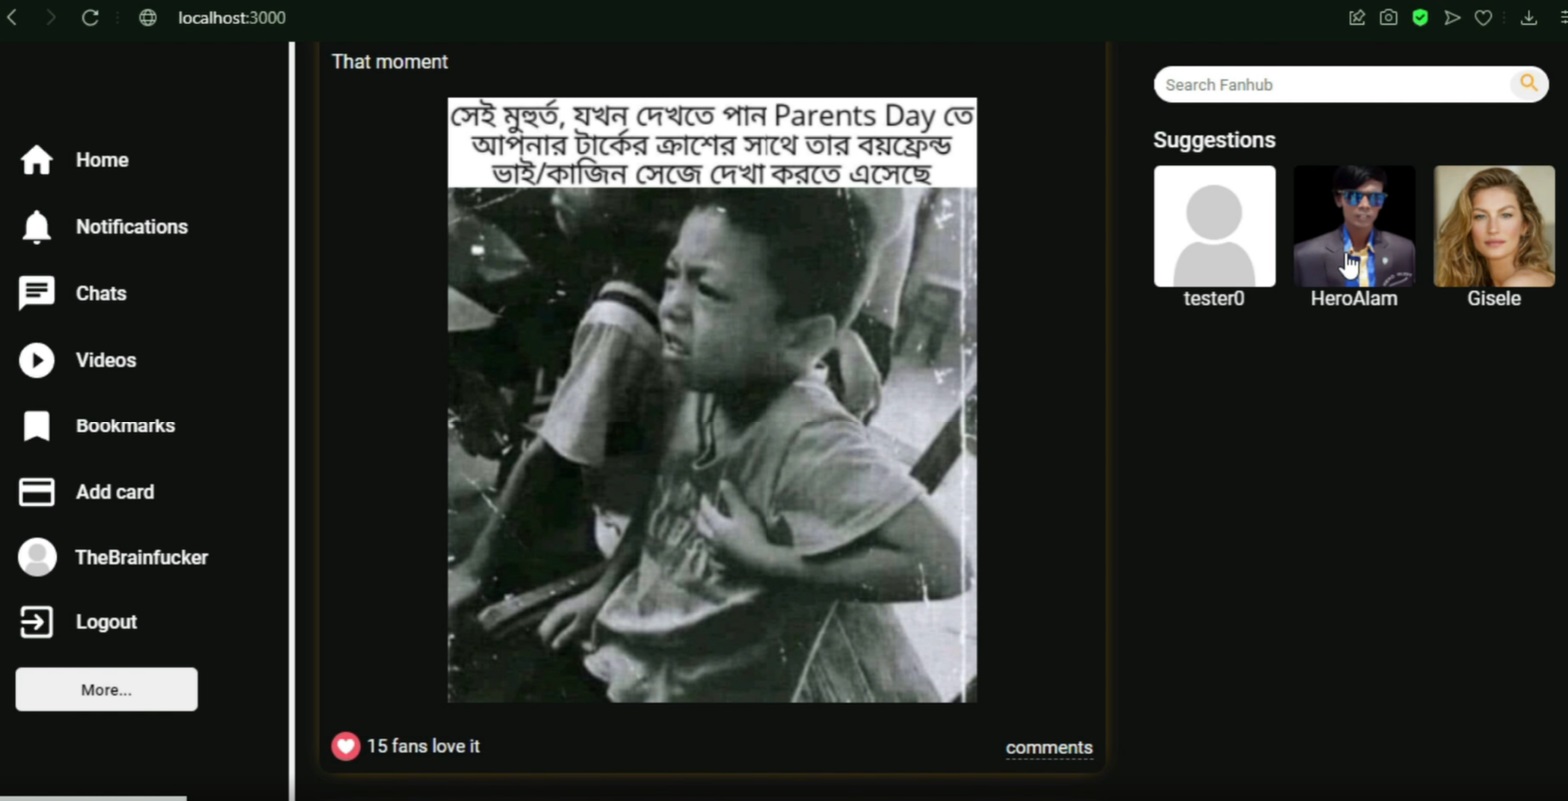 localhost:3000
Home
Notifications
Chats
Videos
Bookmarks
Add card
TheBrainfucker
Logout
More...
That moment
সেই মুহুর্ত, যখন দেখতে পান Parents Day তে
আপনার টার্কের ক্রাশের সাথে তার বয়ফ্রেন্ড
ভাই/কাজিন সেজে দেখা করতে এসেছে
15 fans love it
comments
Search Fanhub
Suggestions
tester0
HeroAlam
Gisele